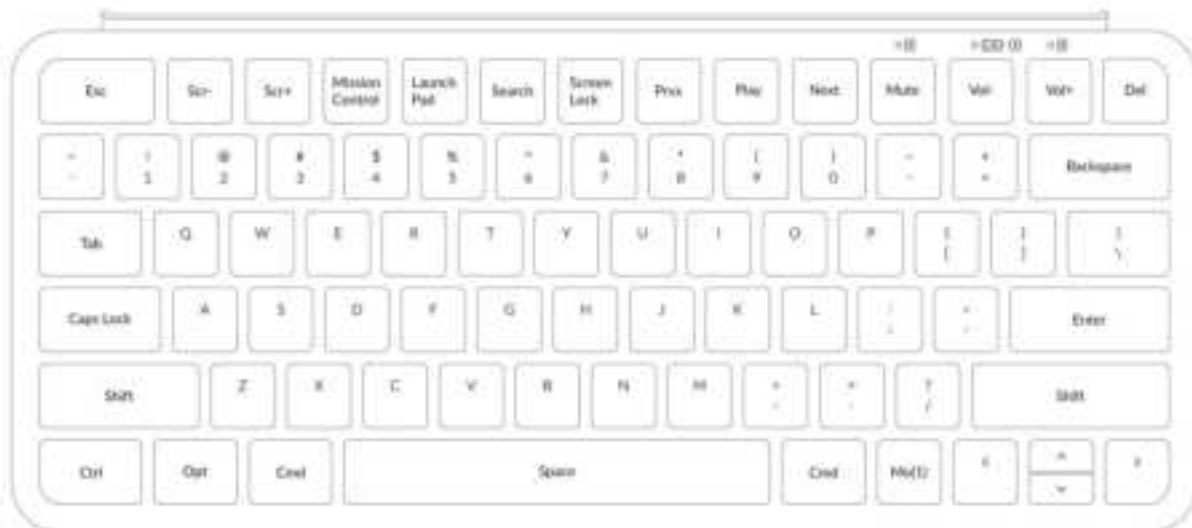 Esc Scr- Scr+ Mission Control Launch Pad Search Screen Lock Prev Play Next Mute Vol- Vol+ Del
! @ # $ % ^ & * ( )
1 2 3 4 5 6 7 8 9 0 - = Backspace
Tab Q W E R T Y U I O P [ ] \
Caps Lock A S D F G H J K L Enter
Shift Z X C V B N M ? / Shift
Ctrl Opt Cmd Space Cmd Mo(1) < ^ >